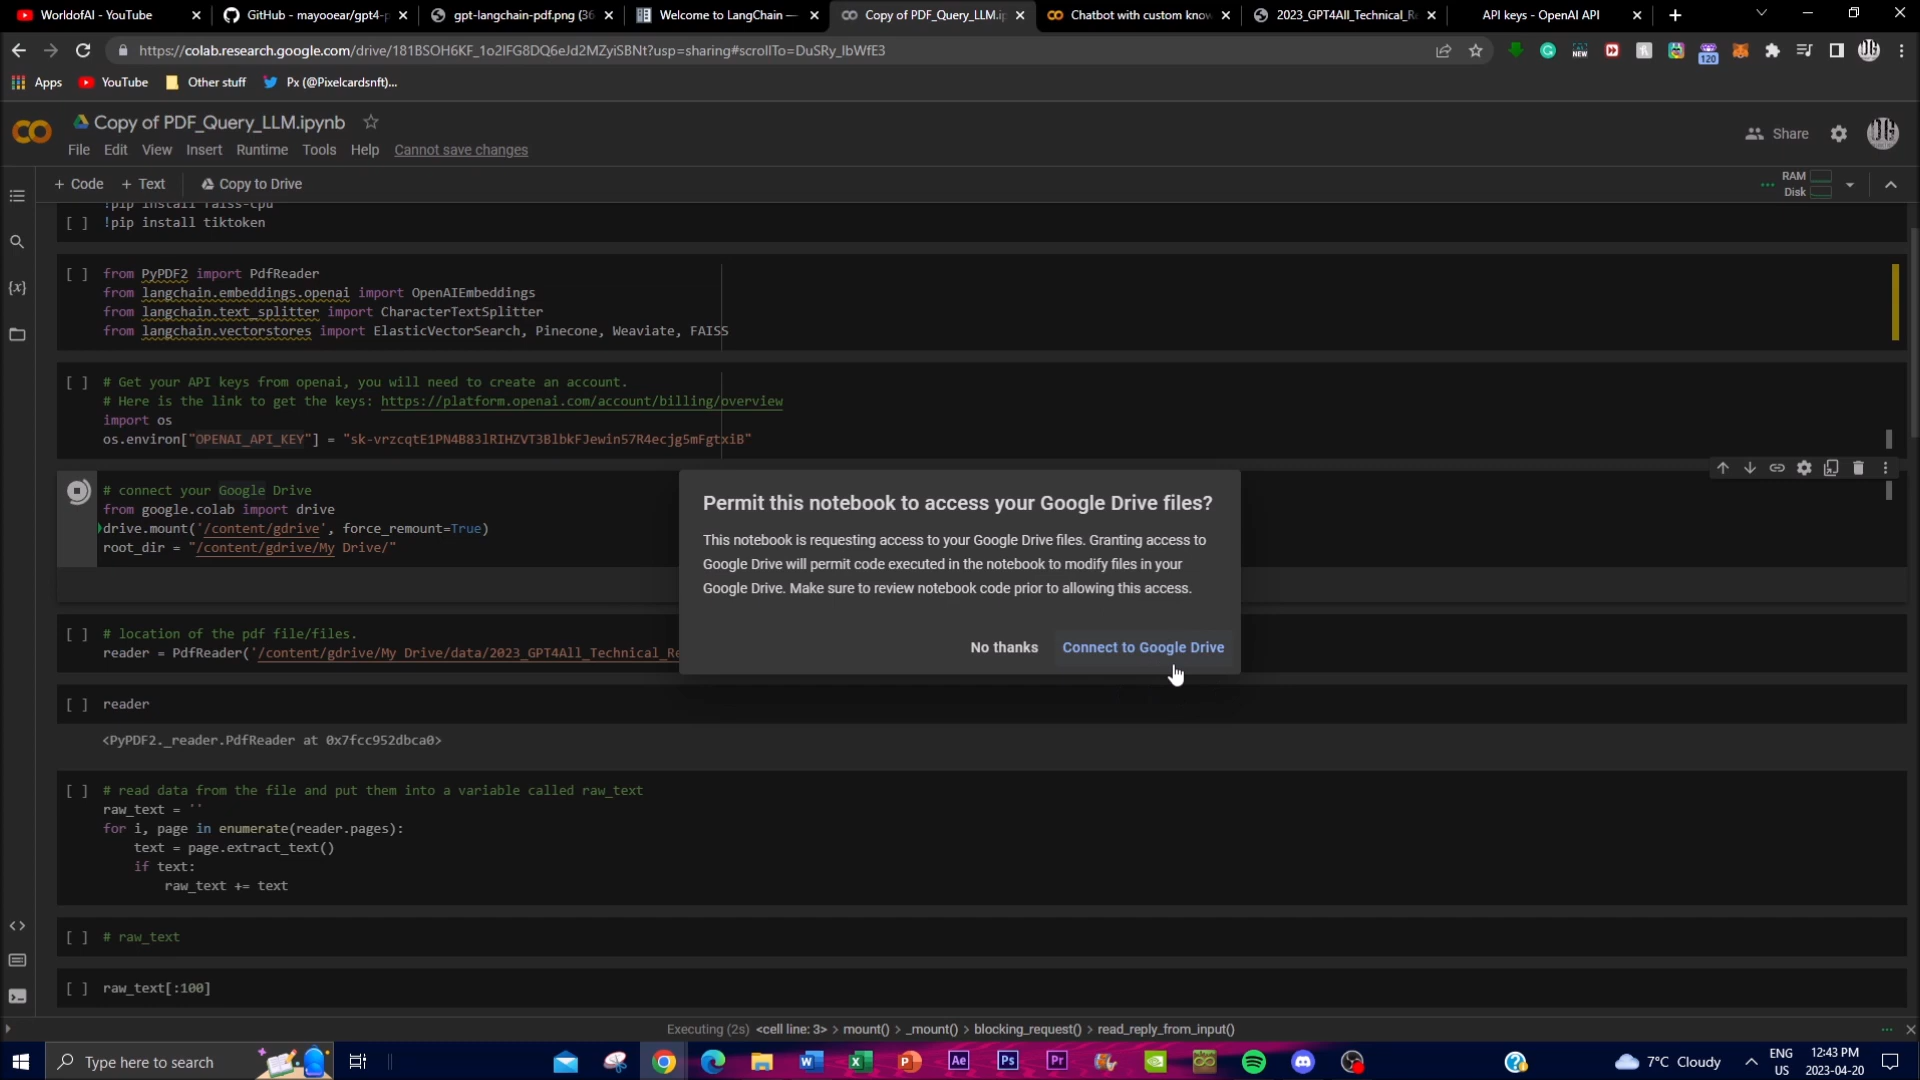 WorldofAI - YouTube
GitHub - mayooear/gpt4-p
gpt-langchain-pdf.png (36
Welcome to LangChain —
Copy of PDF_Query_LLM.i
Chatbot with custom know
2023_GPT4All_Technical_R
API keys - OpenAI API
https://colab.research.google.com/drive/181BSOH6KF_1o2lFG8DQ6eJd2MZyiSBNt?usp=sharing#scrollTo=DuSRy_lbWfE3
NEW
120
Apps
YouTube
Other stuff
Px (@Pixelcardsnft)...
Copy of PDF_Query_LLM.ipynb
Share
File Edit View Insert Runtime Tools Help Cannot save changes
+ Code + Text Copy to Drive
RAM
Disk
!pip install faiss-cpu
[ ] !pip install tiktoken
[ ] from PyPDF2 import PdfReader
from langchain.embeddings.openai import OpenAIEmbeddings
from langchain.text_splitter import CharacterTextSplitter
from langchain.vectorstores import ElasticVectorSearch, Pinecone, Weaviate, FAISS
[ ] # Get your API keys from openai, you will need to create an account.
# Here is the link to get the keys: https://platform.openai.com/account/billing/overview
import os
os.environ["OPENAI_API_KEY"] = "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"
# connect your Google Drive
from google.colab import drive
drive.mount('/content/gdrive', force_remount=True)
root_dir = "/content/gdrive/My Drive/"
Permit this notebook to access your Google Drive files?
This notebook is requesting access to your Google Drive files. Granting access to
Google Drive will permit code executed in the notebook to modify files in your
Google Drive. Make sure to review notebook code prior to allowing this access.
No thanks Connect to Google Drive
[ ] # location of the pdf file/files.
reader = PdfReader('/content/gdrive/My Drive/data/2023_GPT4All_Technical_Re
[ ] reader
<PyPDF2._reader.PdfReader at 0x7fcc952dbca0>
[ ] # read data from the file and put them into a variable called raw_text
raw_text = ''
for i, page in enumerate(reader.pages):
text = page.extract_text()
if text:
raw_text += text
[ ] # raw_text
[ ] raw_text[:100]
Executing (2s) <cell line: 3> > mount() > _mount() > blocking_request() > read_reply_from_input()
Type here to search
Ae
Ps
Pr
7°C Cloudy
ENG
US
12:43 PM
2023-04-20